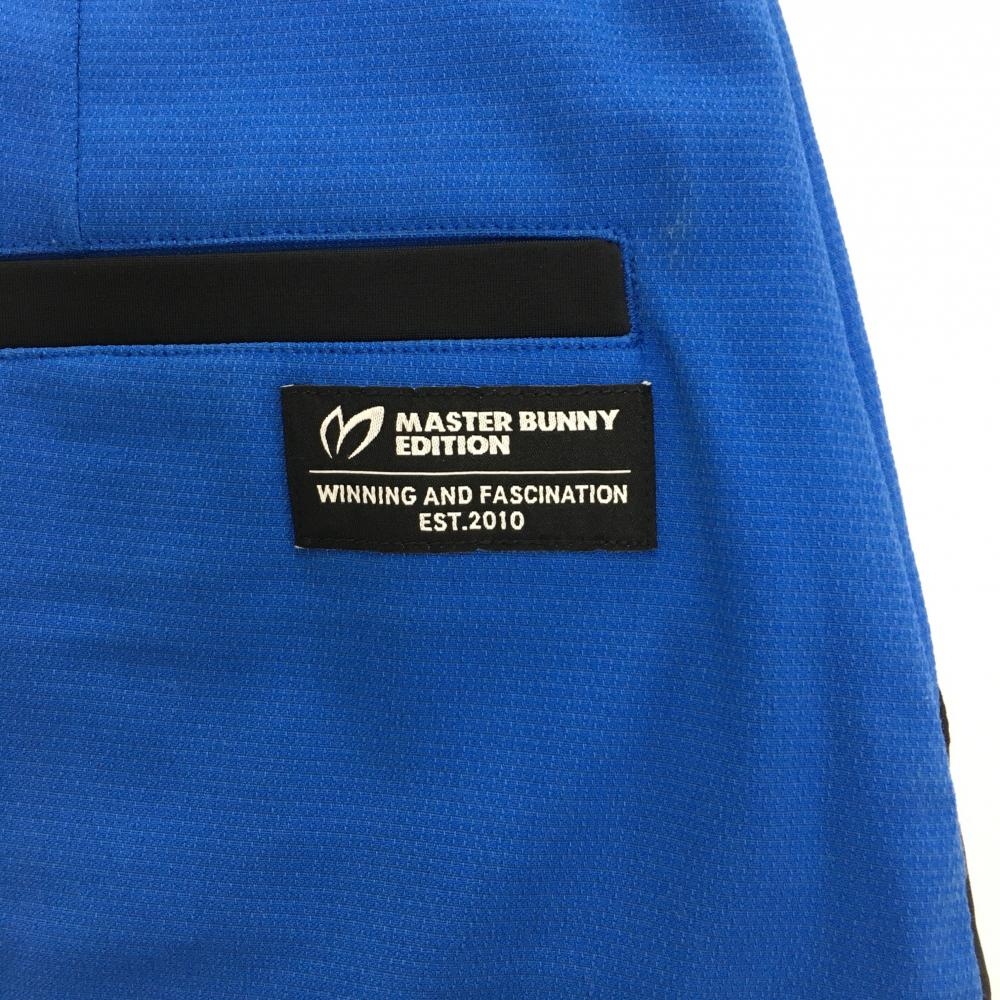 MASTER BUNNY
EDITION
WINNING AND FASCINATION
EST.2010